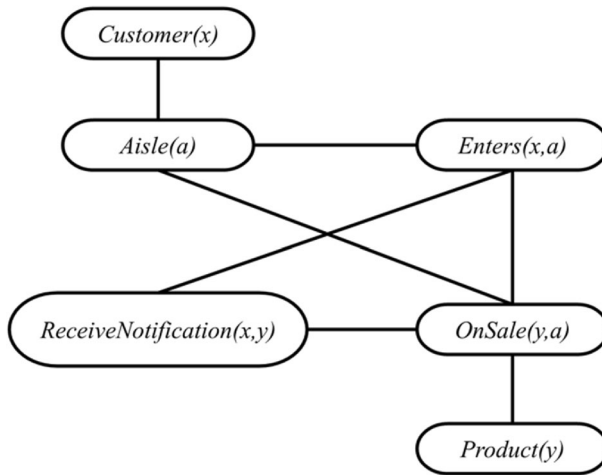 Customer(x)
Aisle(a)
Enters(x,a)
ReceiveNotification(x,y)
OnSale(y,a)
Product(y)